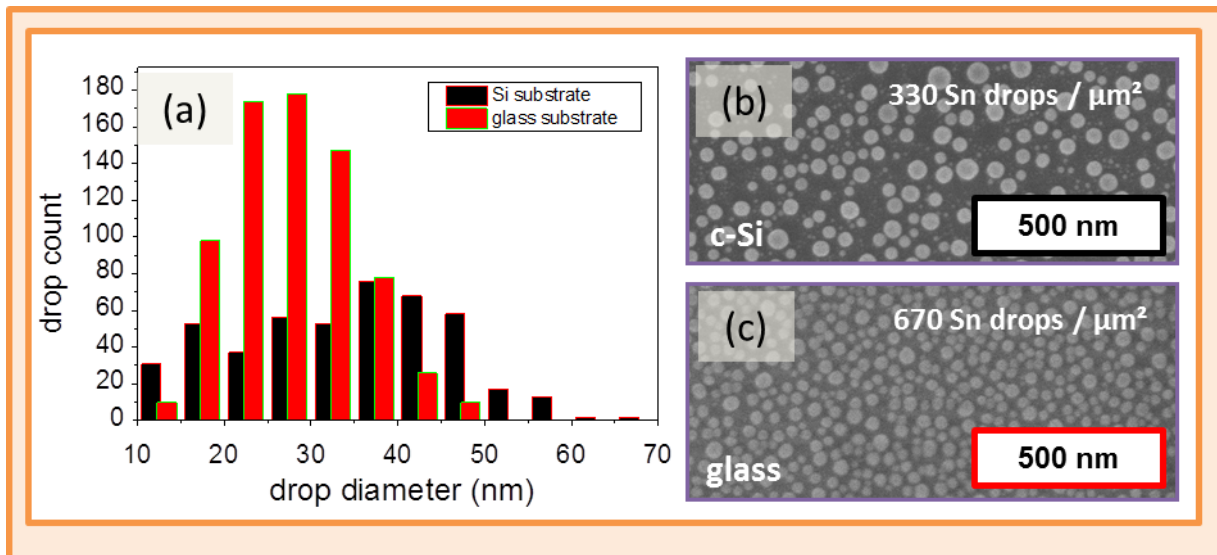 (a)
Si substrate
glass substrate
180
160
140
120
100
80
60
40
20
0
drop count
10 20 30 40 50 60 70
drop diameter (nm)
(b)
330 Sn drops / µm²
500 nm
c-Si
(c)
670 Sn drops / µm²
500 nm
glass